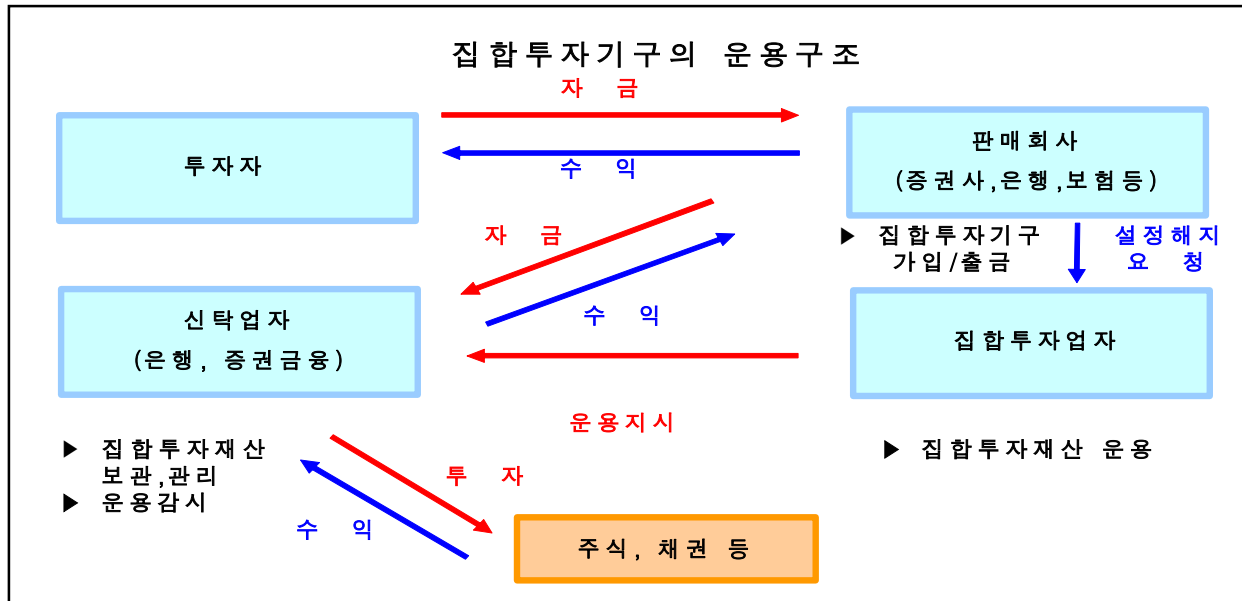 집합투자기구의 운용구조
자 금
투자자
수 익
판매회사
(증권사,은행,보험등)
자 금
▶ 집합투자기구
가입/출금
설정해지
요 청
신탁업자
(은행, 증권금융)
수 익
집합투자업자
운용지시
▶ 집합투자재산
보관,관리
▶ 운용감시
▶ 집합투자재산 운용
투 자
수 익
주식, 채권 등